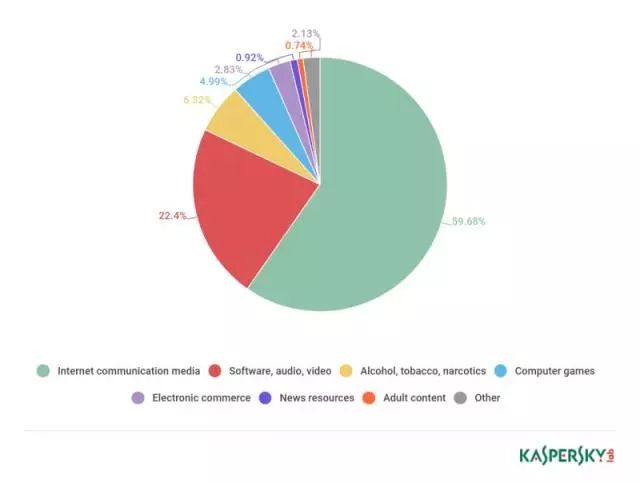 2.13%
0.74%
0.92%
2.83%
4.99%
6.32%
22.4%
59.68%
Internet communication media Software, audio, video Alcohol, tobacco, narcotics Computer games
Electronic commerce News resources Adult content Other
KASPERSKY lab